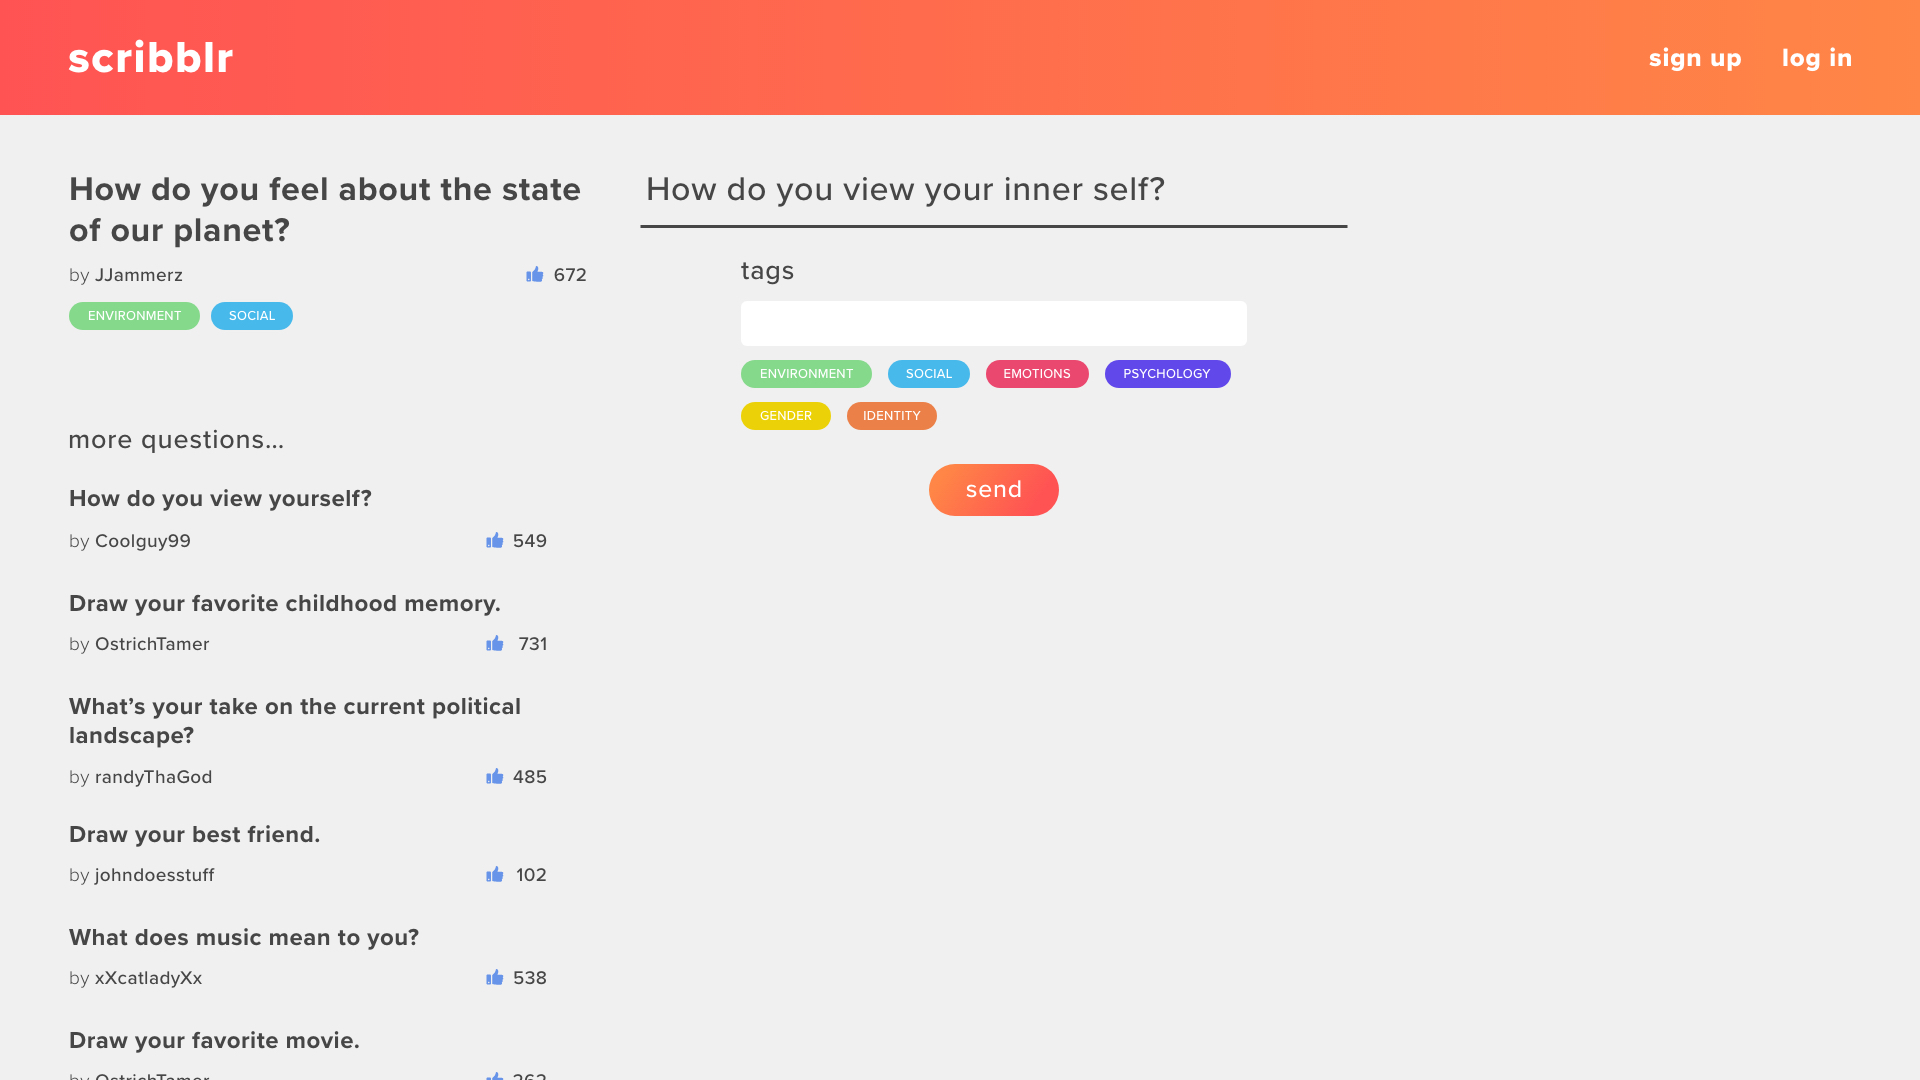 scribblr
sign up
log in
How do you feel about the state
of our planet?
by JJammerz
672
ENVIRONMENT
SOCIAL
more questions...
How do you view yourself?
by Coolguy99
549
Draw your favorite childhood memory.
by OstrichTamer
731
What’s your take on the current political
landscape?
by randyThaGod
485
Draw your best friend.
by johndoesstuff
102
What does music mean to you?
by xXcatladyXx
538
Draw your favorite movie.
by OstrichTamer
How do you view your inner self?
tags
ENVIRONMENT
SOCIAL
EMOTIONS
PSYCHOLOGY
GENDER
IDENTITY
send